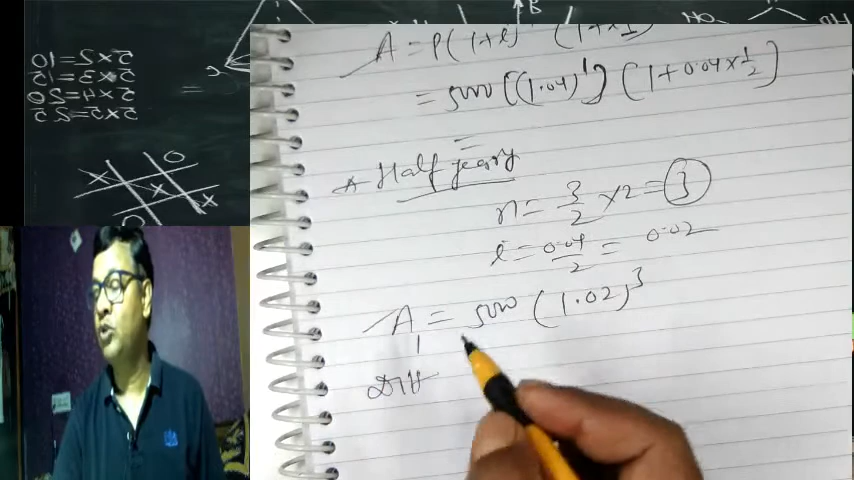 A = P(1+i) (1+
= 5000 [(1.04)^1] (1+0.04×1/2)
=
* Half yearly
n = 3/2 ×2 = 3
i = 0.04/2 = 0.02
A1 = 5000 (1.02)^3
Diff
5×2=10
5×3=15
5×4=20
5×5=25
=
O
X X
X
O
B
HO